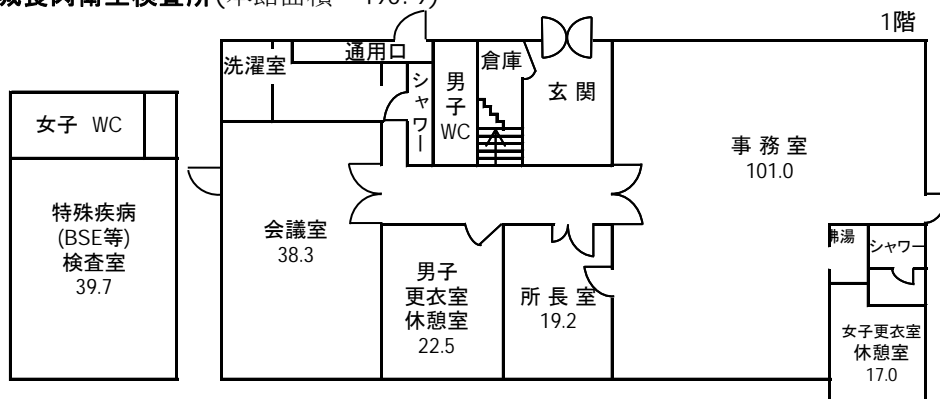 1階
通用口
洗濯室
シャワー
男子
WC
倉庫
玄関
事務室
101.0
女子 WC
特殊疾病
(BSE等)
検査室
39.7
会議室
38.3
男子
更衣室
休憩室
22.5
所長室
19.2
沸湯
シャワー
女子更衣室
休憩室
17.0